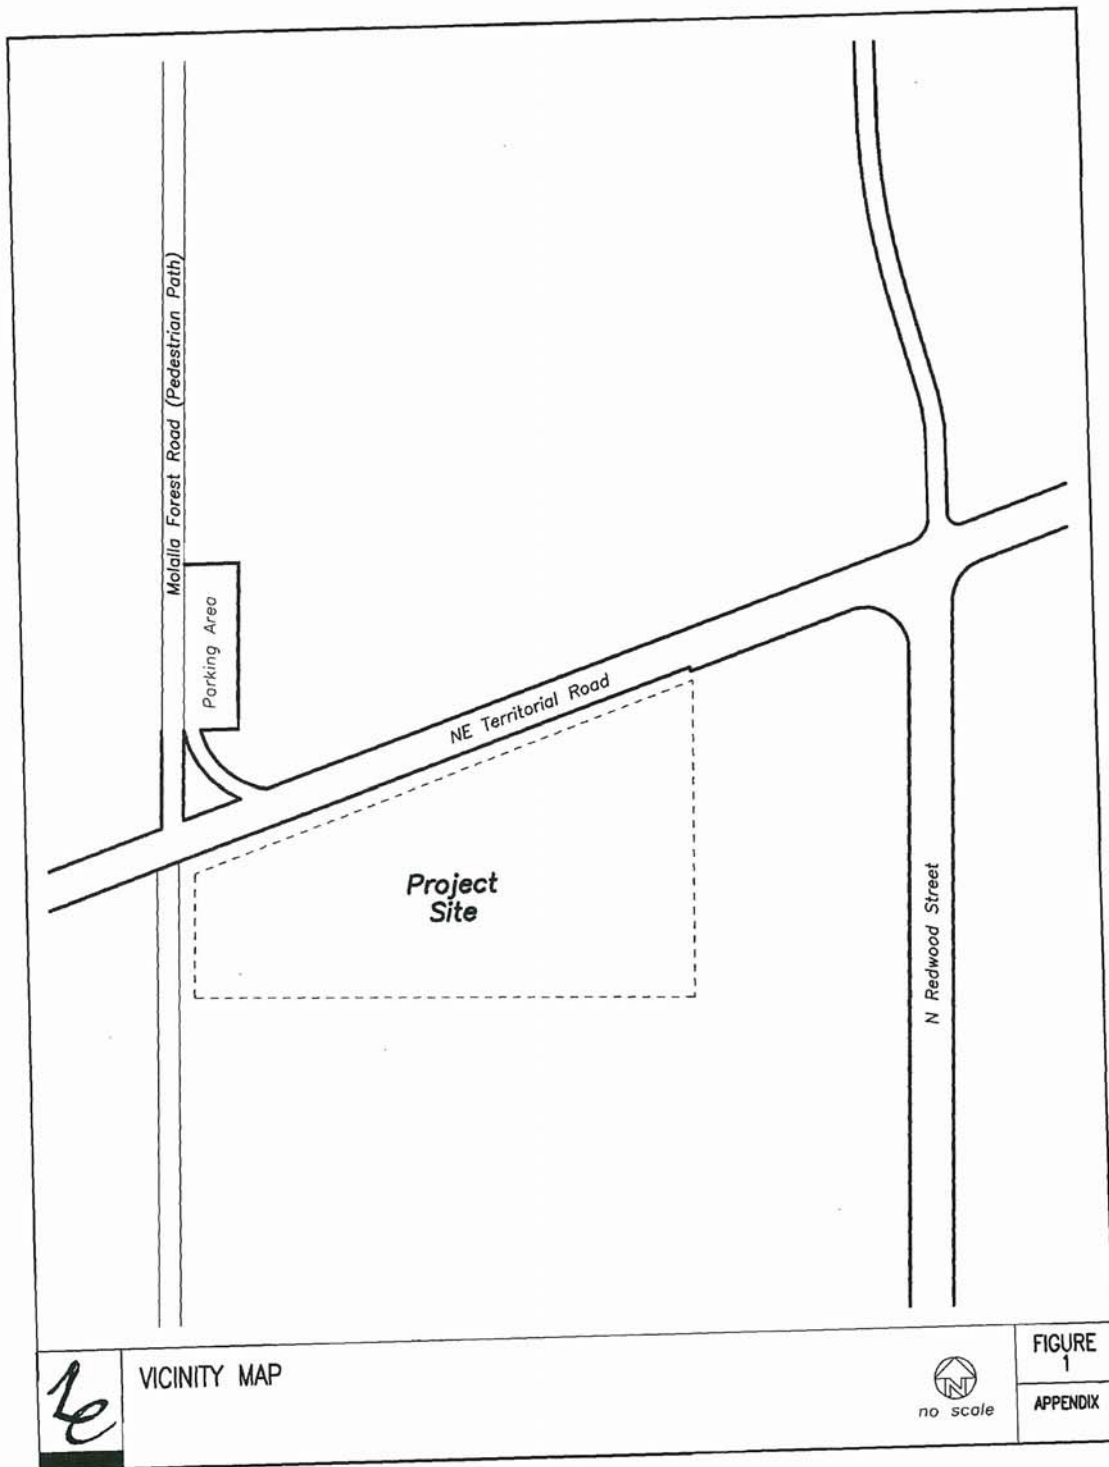 Molalla Forest Road (Pedestrian Path)
Parking Area
NE Territorial Road
Project
Site
N Redwood Street
VICINITY MAP
N
no scale
FIGURE
1
APPENDIX